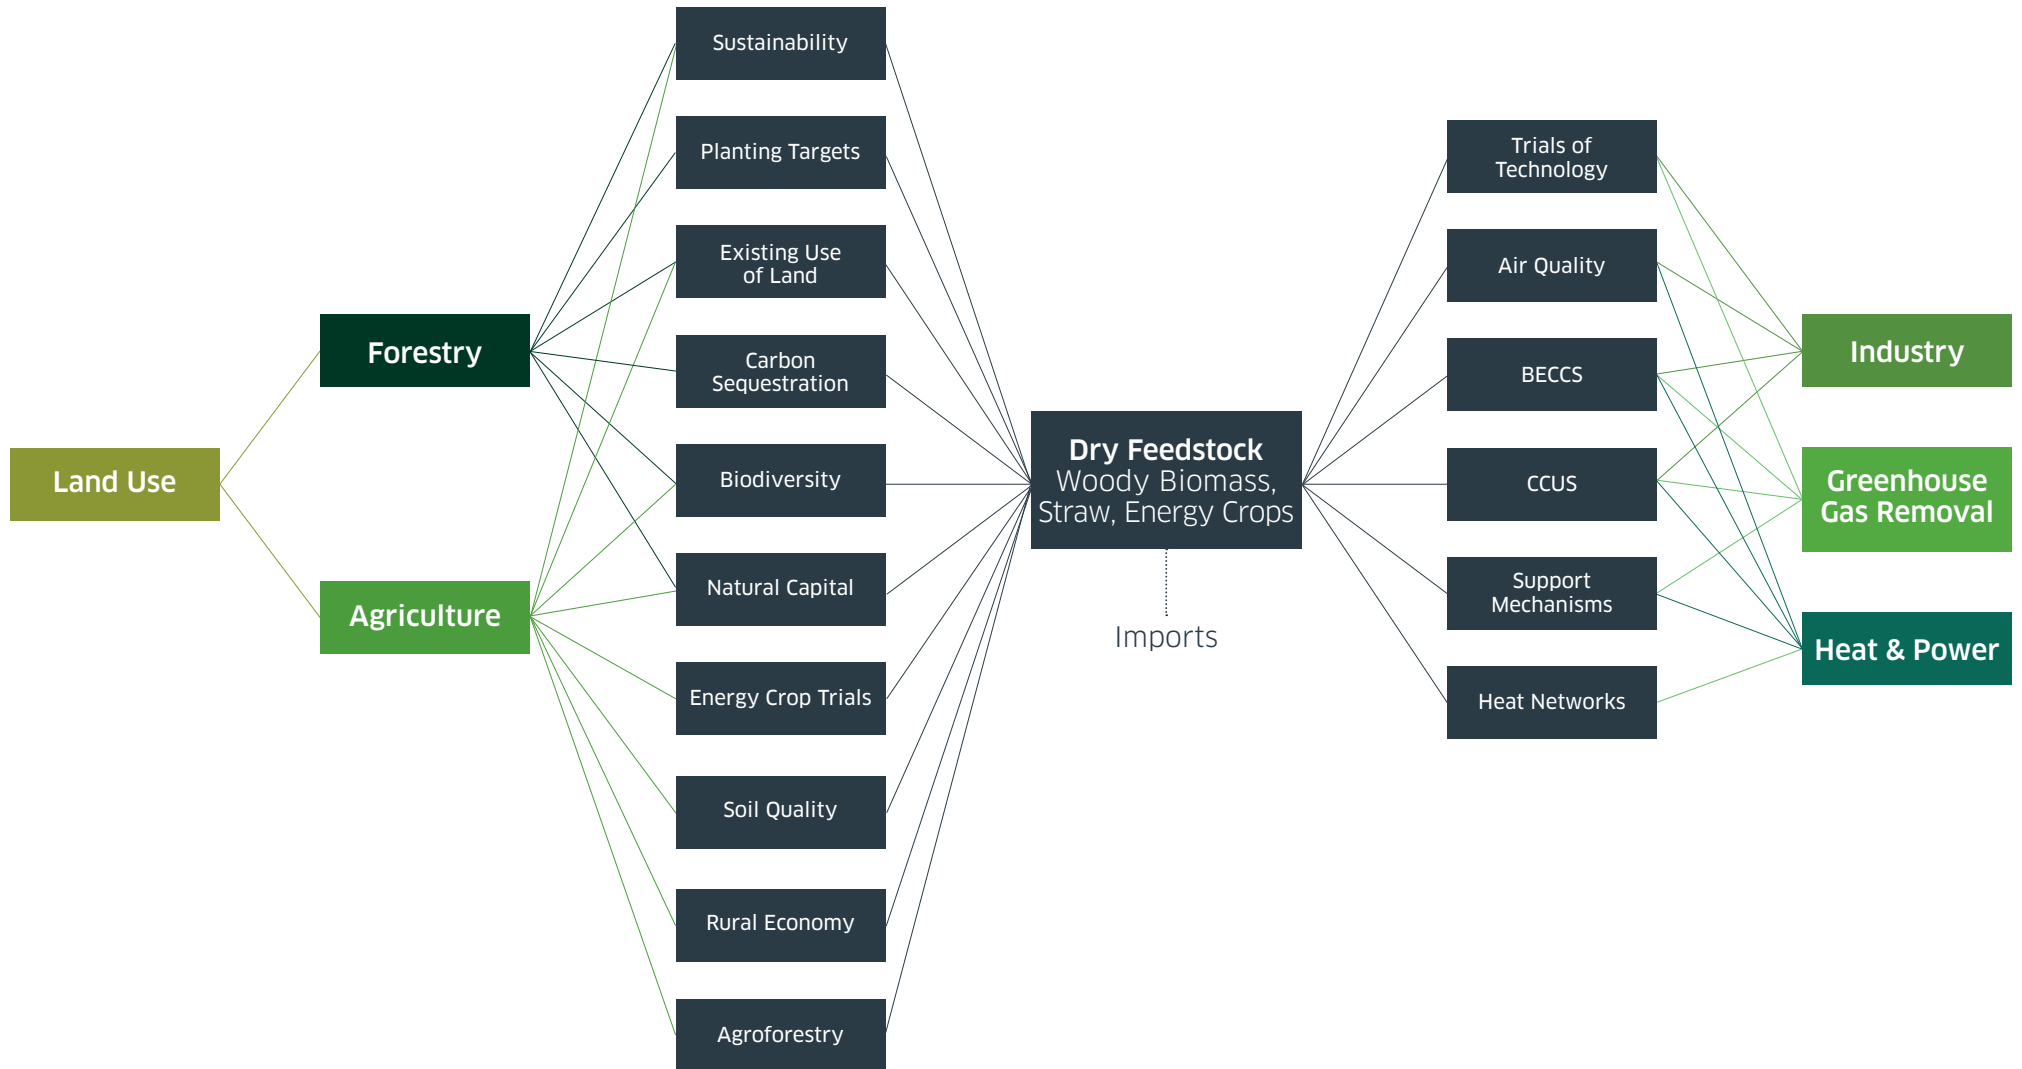 Land Use
Forestry
Agriculture
Sustainability
Planting Targets
Existing Use
of Land
Carbon
Sequestration
Biodiversity
Natural Capital
Energy Crop Trials
Soil Quality
Rural Economy
Agroforestry
Dry Feedstock
Woody Biomass,
Straw, Energy Crops
Imports
Trials of
Technology
Air Quality
BECCS
CCUS
Support
Mechanisms
Heat Networks
Industry
Greenhouse
Gas Removal
Heat & Power